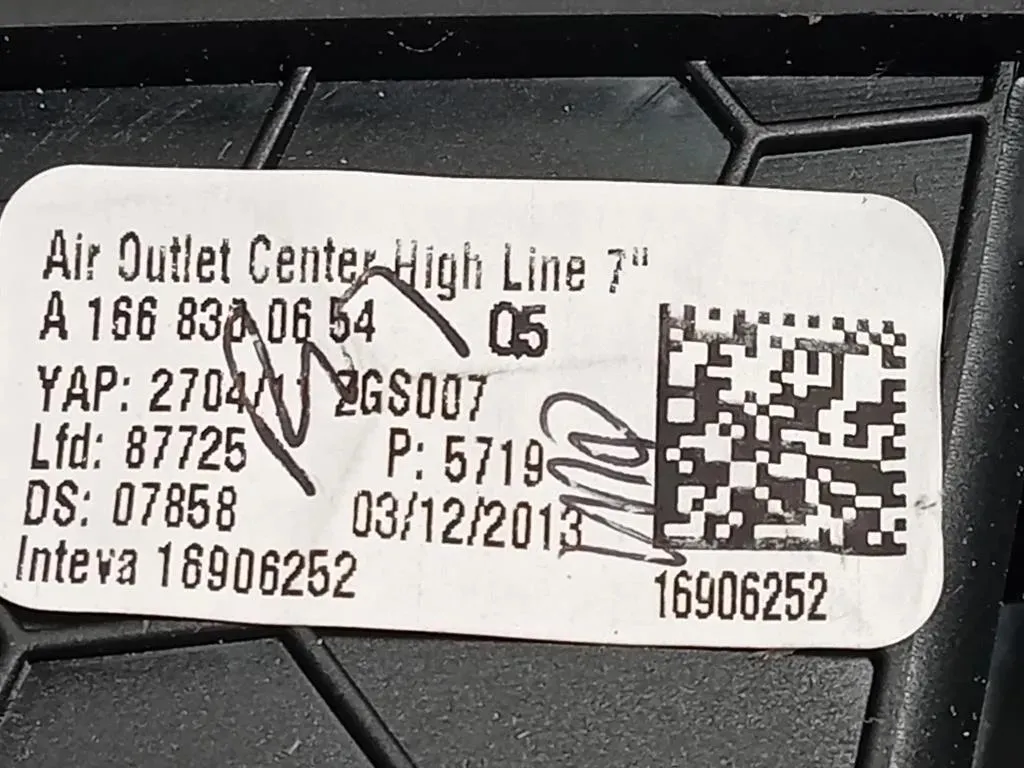 Air Outlet Center High Line 7"
A 166 830 06 54 Q5
YAP: 2704/11 2GS007
Lfd: 87725 P: 5719
DS: 07858 03/12/2013
Inteva 16906252
16906252